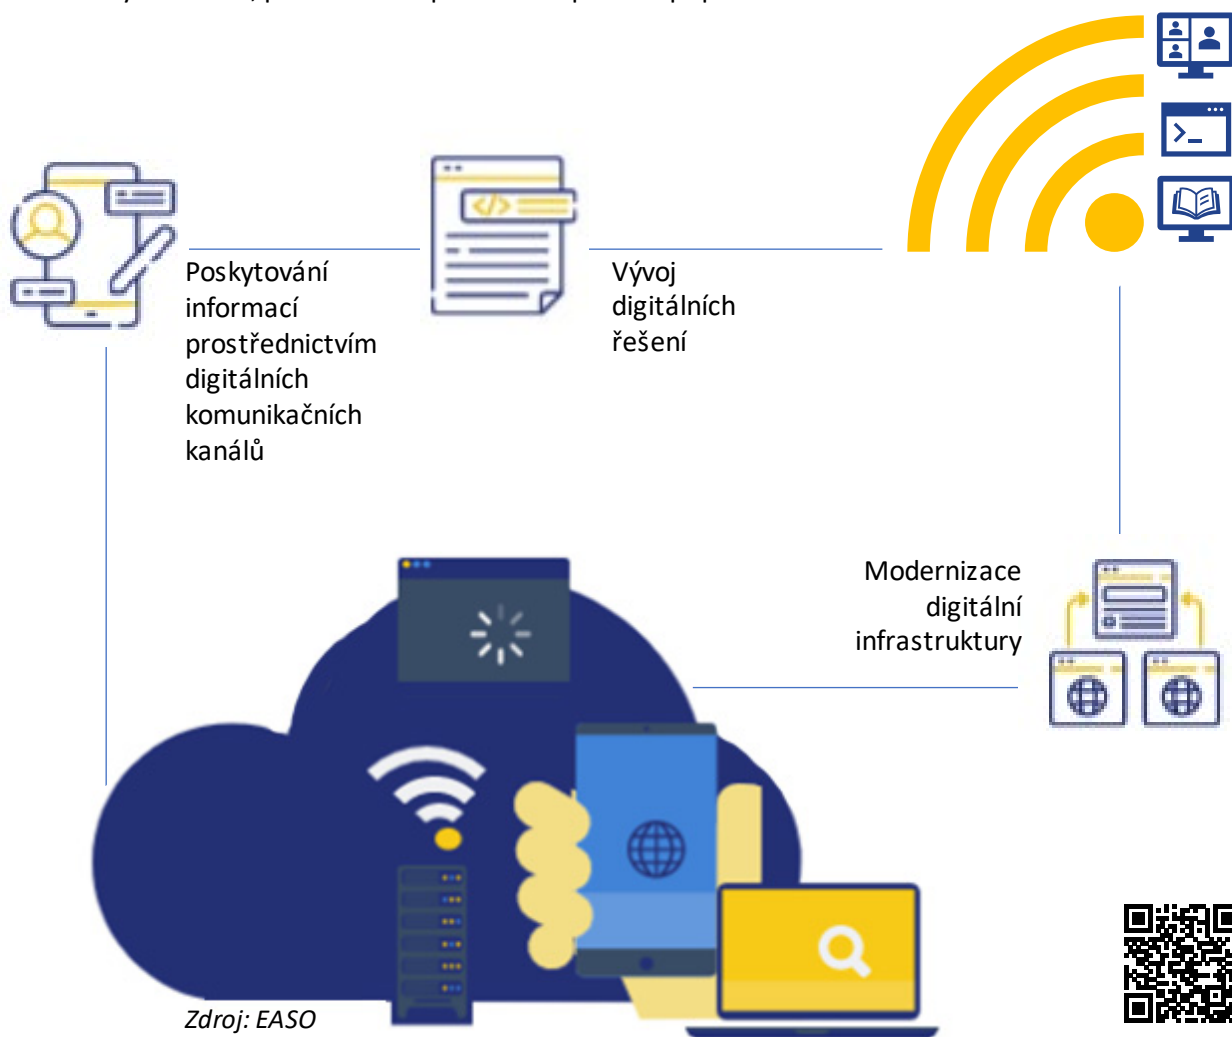 Poskytování
informací
prostřednictvím
digitálních
komunikačních
kanálů
Vývoj
digitálních
řešení
Modernizace
digitální
infrastruktury
Zdroj: EASO